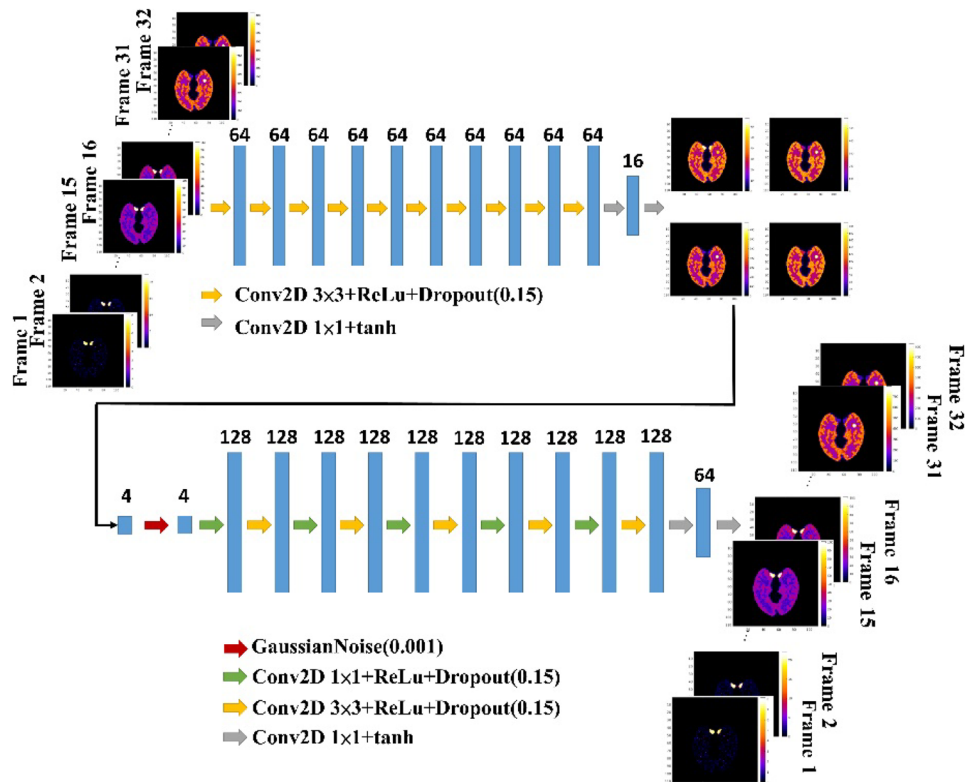 Frame 32
Frame 31
Frame 16
Frame 15
Frame 2
Frame 1
64 64 64 64 64 64 64 64 64 64
16
Conv2D 3×3+ReLu+Dropout(0.15)
Conv2D 1×1+tanh
4 4
128 128 128 128 128 128 128 128 128 128
64
Frame 32
Frame 31
Frame 16
Frame 15
Frame 2
Frame 1
GaussianNoise(0.001)
Conv2D 1×1+ReLu+Dropout(0.15)
Conv2D 3×3+ReLu+Dropout(0.15)
Conv2D 1×1+tanh